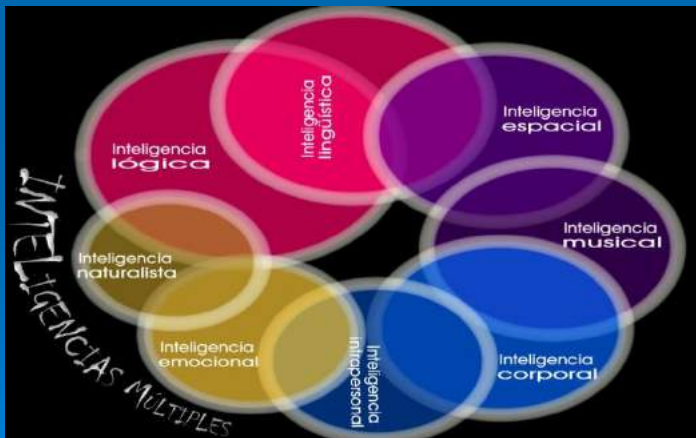 Inteligencia
lingüística
Inteligencia
espacial
Inteligencia
lógica
Inteligencia
musical
Inteligencia
naturalista
Inteligencia
emocional
Inteligencia
intrapersonal
Inteligencia
corporal
INTELIGENCIAS MÚLTIPLES